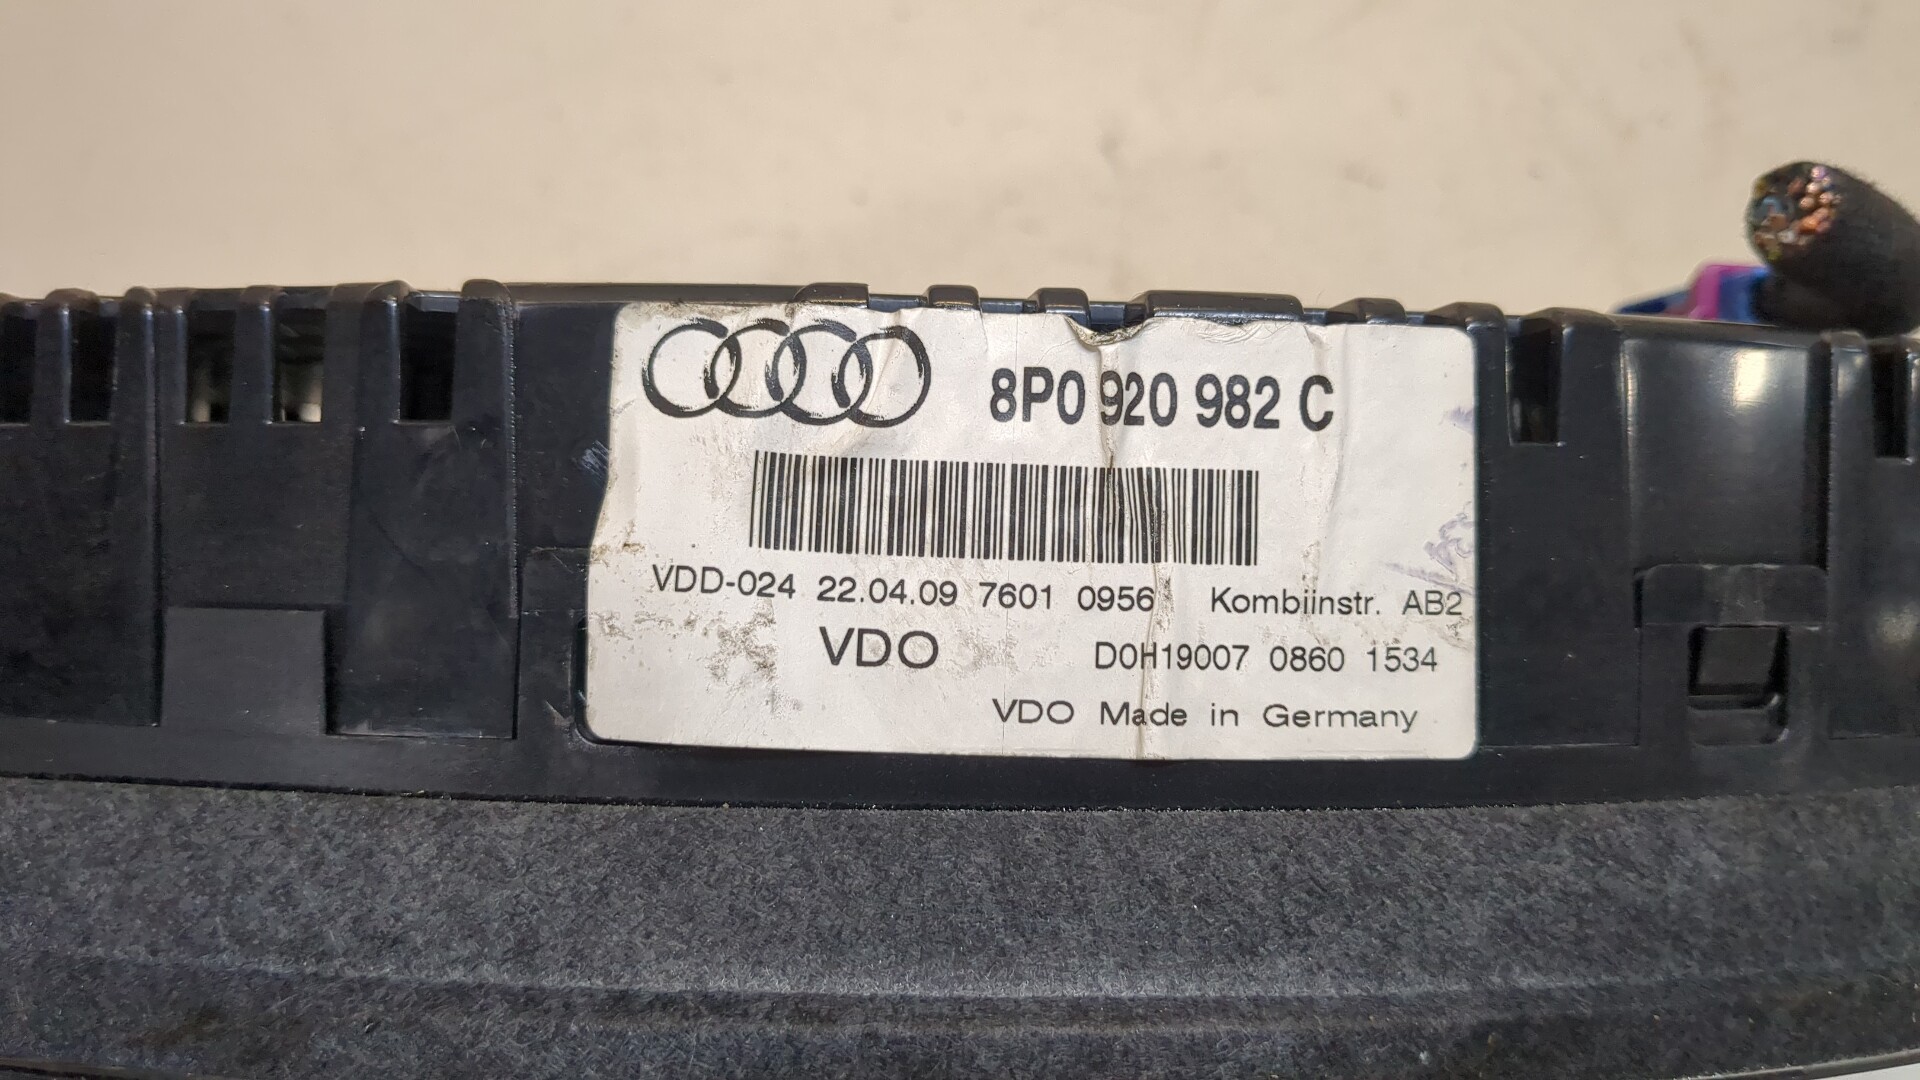 8P0 920 982 C
VDD-024 22.04.09 7601 0956 Kombiinstr. AB2
VDO D0H19007 0860 1534
VDO Made in Germany